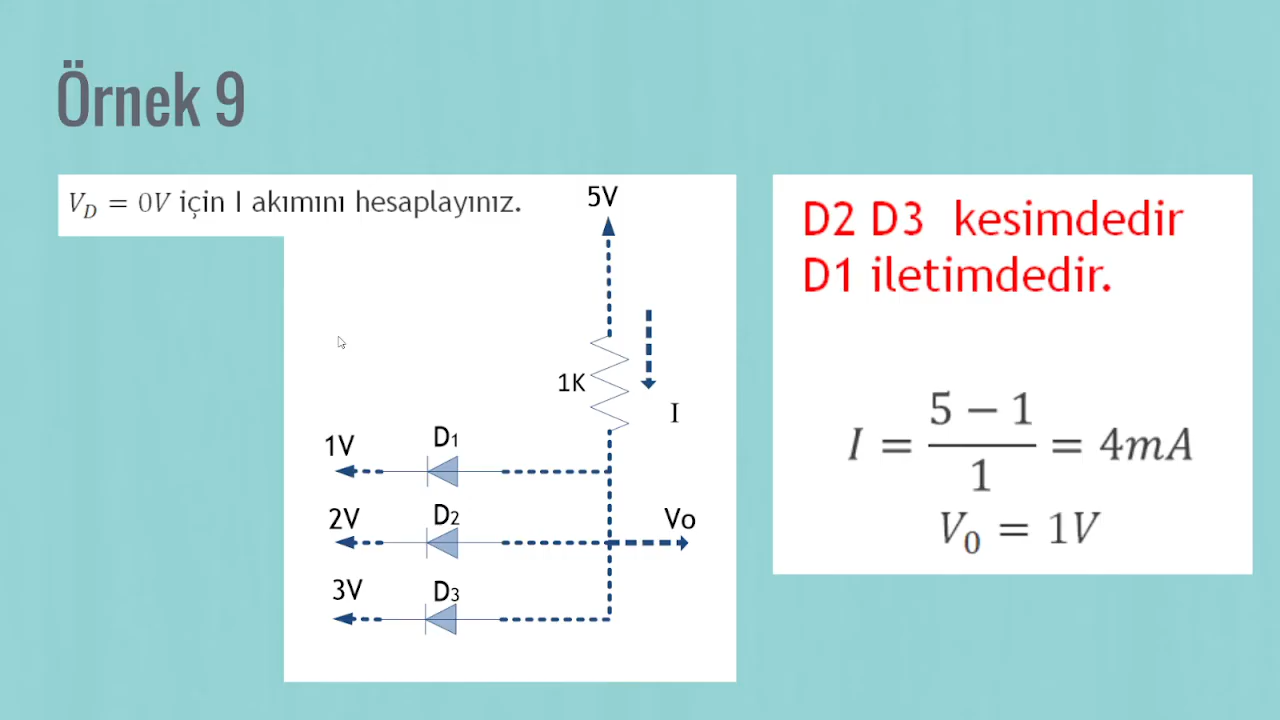 Örnek 9
V_D = 0V için I akımını hesaplayınız.
5V
1K
I
1V
D1
2V
D2
Vo
3V
D3
D2 D3 kesimdedir
D1 iletimdedir.
I = (5 − 1)/1 = 4mA
V_0 = 1V